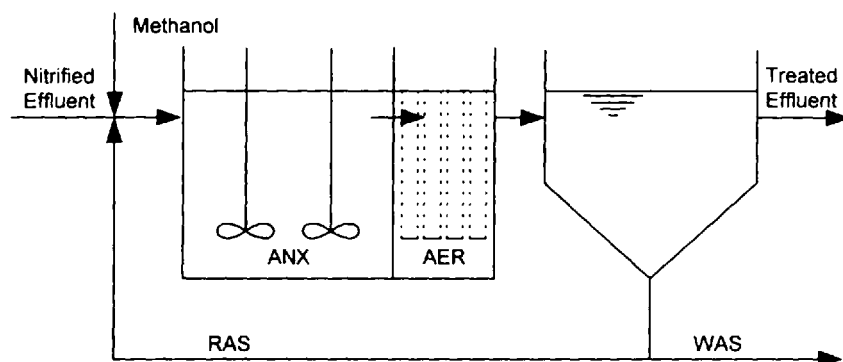 Methanol
Nitrified
Effluent
Treated
Effluent
ANX
AER
RAS
WAS